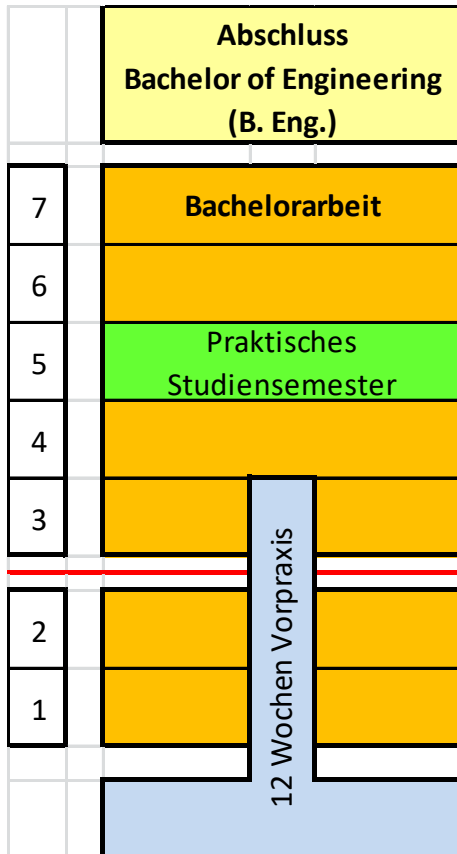 Abschluss
Bachelor of Engineering
(B. Eng.)
7
Bachelorarbeit
6
5
Praktisches
Studiensemester
4
3
12 Wochen Vorpraxis
2
1